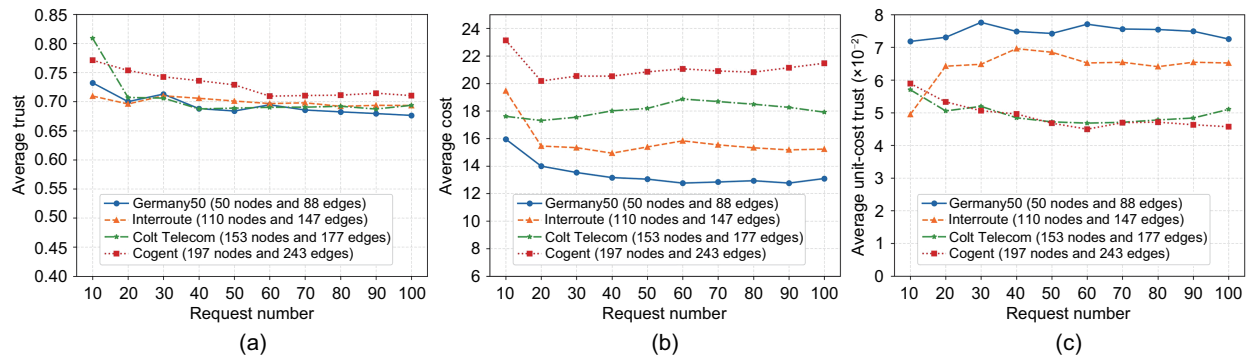 0.85
0.80
0.75
0.70
0.65
0.60
0.55
0.50
0.45
0.40
Average trust
Germany50 (50 nodes and 88 edges)
Interroute (110 nodes and 147 edges)
Colt Telecom (153 nodes and 177 edges)
Cogent (197 nodes and 243 edges)
10 20 30 40 50 60 70 80 90 100
Request number
(a)
24
22
20
18
16
14
12
10
8
6
Average cost
Germany50 (50 nodes and 88 edges)
Interroute (110 nodes and 147 edges)
Colt Telecom (153 nodes and 177 edges)
Cogent (197 nodes and 243 edges)
10 20 30 40 50 60 70 80 90 100
Request number
(b)
8
7
6
5
4
3
2
0
Average unit-cost trust (×10⁻²)
Germany50 (50 nodes and 88 edges)
Interroute (110 nodes and 147 edges)
Colt Telecom (153 nodes and 177 edges)
Cogent (197 nodes and 243 edges)
10 20 30 40 50 60 70 80 90 100
Request number
(c)